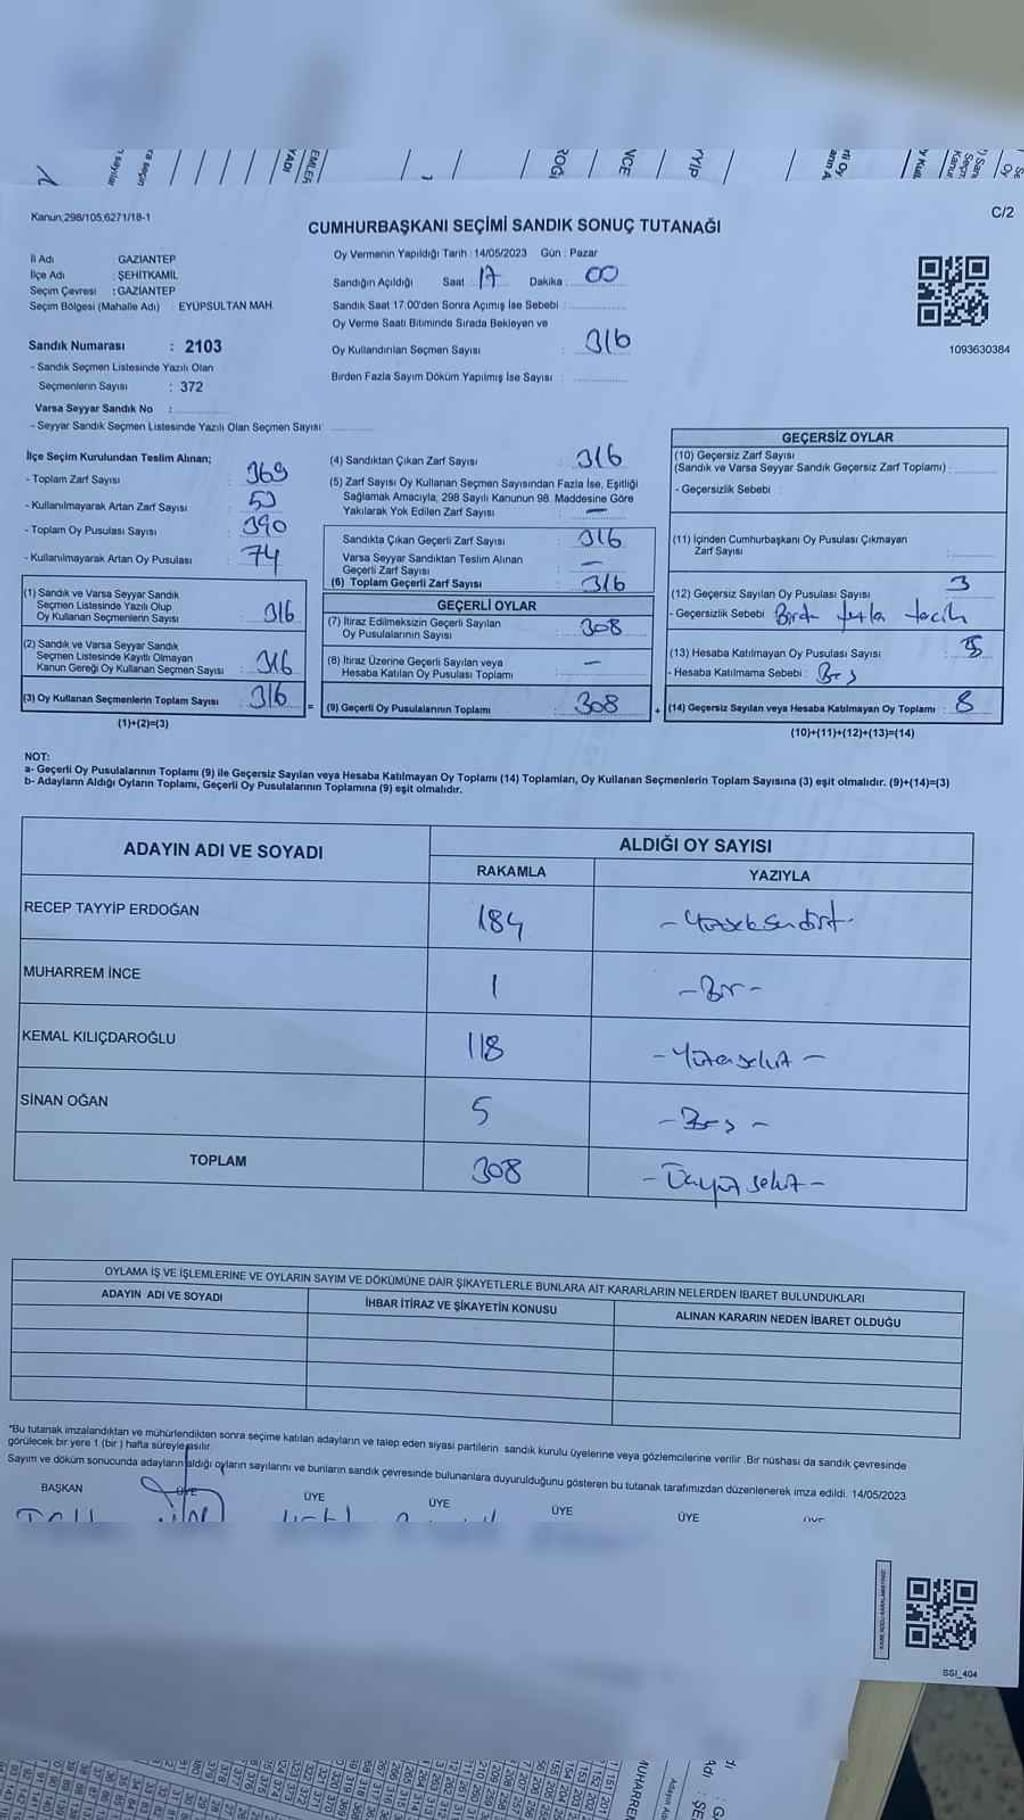 Kanun,298/105,6271/18-1
C/2
CUMHURBAŞKANI SEÇİMİ SANDIK SONUÇ TUTANAĞI
İl Adı GAZİANTEP
İlçe Adı : ŞEHİTKAMİL
Seçim Çevresi : GAZİANTEP
Seçim Bölgesi (Mahalle Adı) EYÜPSULTAN MAH.
Sandık Numarası : 2103
- Sandık Seçmen Listesinde Yazılı Olan
Seçmenlerin Sayısı : 372
Varsa Seyyar Sandık No :
- Seyyar Sandık Seçmen Listesinde Yazılı Olan Seçmen Sayısı
Oy Vermenin Yapıldığı Tarih : 14/05/2023 Gün : Pazar
Sandığın Açıldığı Saat 17 Dakika 00
Sandık Saat 17:00'den Sonra Açımış İse Sebebi :
Oy Verme Saati Bitiminde Sırada Bekleyen ve
Oy Kullandırılan Seçmen Sayısı : 316
Birden Fazla Sayım Döküm Yapılmış İse Sayısı :
1093630384
İlçe Seçim Kurulundan Teslim Alınan;
- Toplam Zarf Sayısı 369
- Kullanılmayarak Artan Zarf Sayısı 53
- Toplam Oy Pusulası Sayısı 390
- Kullanılmayarak Artan Oy Pusulası 74
(1) Sandık ve Varsa Seyyar Sandık
Seçmen Listesinde Yazılı Olup
Oy Kullanan Seçmenlerin Sayısı 316
(2) Sandık ve Varsa Seyyar Sandık
Seçmen Listesinde Kayıtlı Olmayan
Kanun Gereği Oy Kullanan Seçmen Sayısı 316
(3) Oy Kullanan Seçmenlerin Toplam Sayısı 316
(1)+(2)=(3)
(4) Sandıktan Çıkan Zarf Sayısı 316
(5) Zarf Sayısı Oy Kullanan Seçmen Sayısından Fazla İse, Eşitliği
Sağlamak Amacıyla, 298 Sayılı Kanunun 98. Maddesine Göre
Yakılarak Yok Edilen Zarf Sayısı : —
Sandıkta Çıkan Geçerli Zarf Sayısı : 316
Varsa Seyyar Sandıktan Teslim Alınan
Geçerli Zarf Sayısı : —
(6) Toplam Geçerli Zarf Sayısı : 316
GEÇERLİ OYLAR
(7) İtiraz Edilmeksizin Geçerli Sayılan
Oy Pusulalarının Sayısı : 308
(8) İtiraz Üzerine Geçerli Sayılan veya
Hesaba Katılan Oy Pusulası Toplamı : —
= (9) Geçerli Oy Pusulalarının Toplamı : 308
GEÇERSİZ OYLAR
(10) Geçersiz Zarf Sayısı
(Sandık ve Varsa Seyyar Sandık Geçersiz Zarf Toplamı) :
- Geçersizlik Sebebi :
(11) İçinden Cumhurbaşkanı Oy Pusulası Çıkmayan
Zarf Sayısı :
(12) Geçersiz Sayılan Oy Pusulası Sayısı : 3
- Geçersizlik Sebebi Birden fazla tercih
(13) Hesaba Katılmayan Oy Pusulası Sayısı : 5
- Hesaba Katılmama Sebebi : Beş
+ (14) Geçersiz Sayılan veya Hesaba Katılmayan Oy Toplamı : 8
(10)+(11)+(12)+(13)=(14)
NOT:
a- Geçerli Oy Pusulalarının Toplamı (9) ile Geçersiz Sayılan veya Hesaba Katılmayan Oy Toplamı (14) Toplamları, Oy Kullanan Seçmenlerin Toplam Sayısına (3) eşit olmalıdır. (9)+(14)=(3)
b- Adayların Aldığı Oyların Toplamı, Geçerli Oy Pusulalarının Toplamına (9) eşit olmalıdır.
ADAYIN ADI VE SOYADI ALDIĞI OY SAYISI
RAKAMLA YAZIYLA
RECEP TAYYİP ERDOĞAN 184 - Yüzseksendört -
MUHARREM İNCE 1 - Bir -
KEMAL KILIÇDAROĞLU 118 - Yüzonsekiz -
SİNAN OĞAN 5 - Beş -
TOPLAM 308 - Üçyüzsekiz -
OYLAMA İŞ VE İŞLEMLERİNE VE OYLARIN SAYIM VE DÖKÜMÜNE DAİR ŞİKAYETLERLE BUNLARA AİT KARARLARIN NELERDEN İBARET BULUNDUKLARI
ADAYIN ADI VE SOYADI İHBAR İTİRAZ VE ŞİKAYETİN KONUSU ALINAN KARARIN NEDEN İBARET OLDUĞU
*Bu tutanak imzalandıktan ve mühürlendikten sonra seçime katılan adayların ve talep eden siyasi partilerin sandık kurulu üyelerine veya gözlemcilerine verilir .Bir nüshası da sandık çevresinde
görülecek bir yere 1 (bir ) hafta süreyle asılır.
Sayım ve döküm sonucunda adayların aldığı oyların sayılarını ve bunların sandık çevresinde bulunanlara duyurulduğunu gösteren bu tutanak tarafımızdan düzenlenerek imza edildi. 14/05/2023
BAŞKAN ÜYE ÜYE ÜYE ÜYE ÜYE ÜYE
SSI_404